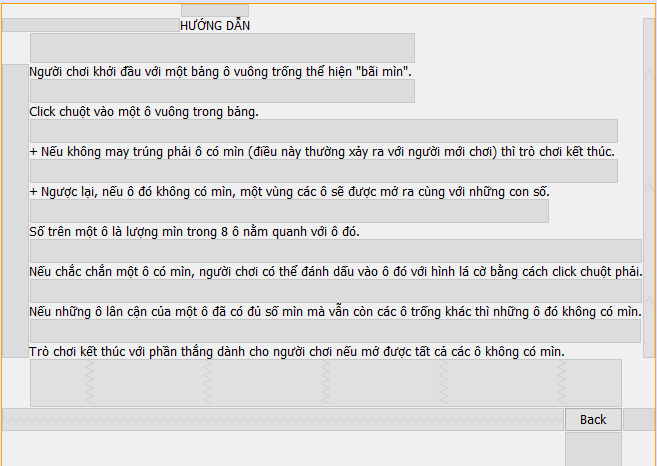 HƯỚNG DẪN
Người chơi khởi đầu với một bảng ô vuông trống thể hiện "bãi mìn".
Click chuột vào một ô vuông trong bảng.
+ Nếu không may trúng phải ô có mìn (điều này thường xảy ra với người mới chơi) thì trò chơi kết thúc.
+ Ngược lại, nếu ô đó không có mìn, một vùng các ô sẽ được mở ra cùng với những con số.
Số trên một ô là lượng mìn trong 8 ô nằm quanh với ô đó.
Nếu chắc chắn một ô có mìn, người chơi có thể đánh dấu vào ô đó với hình lá cờ bằng cách click chuột phải.
Nếu những ô lân cận của một ô đã có đủ số mìn mà vẫn còn các ô trống khác thì những ô đó không có mìn.
Trò chơi kết thúc với phần thắng dành cho người chơi nếu mở được tất cả các ô không có mìn.
Back